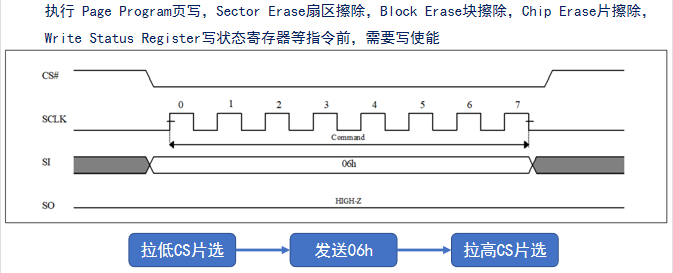 执行 Page Program页写，Sector Erase扇区擦除，Block Erase块擦除，Chip Erase片擦除，
Write Status Register写状态寄存器等指令前，需要写使能
CS#
0 1 2 3 4 5 6 7
SCLK
Command
SI
06h
SO
HIGH-Z
拉低CS片选 发送06h 拉高CS片选